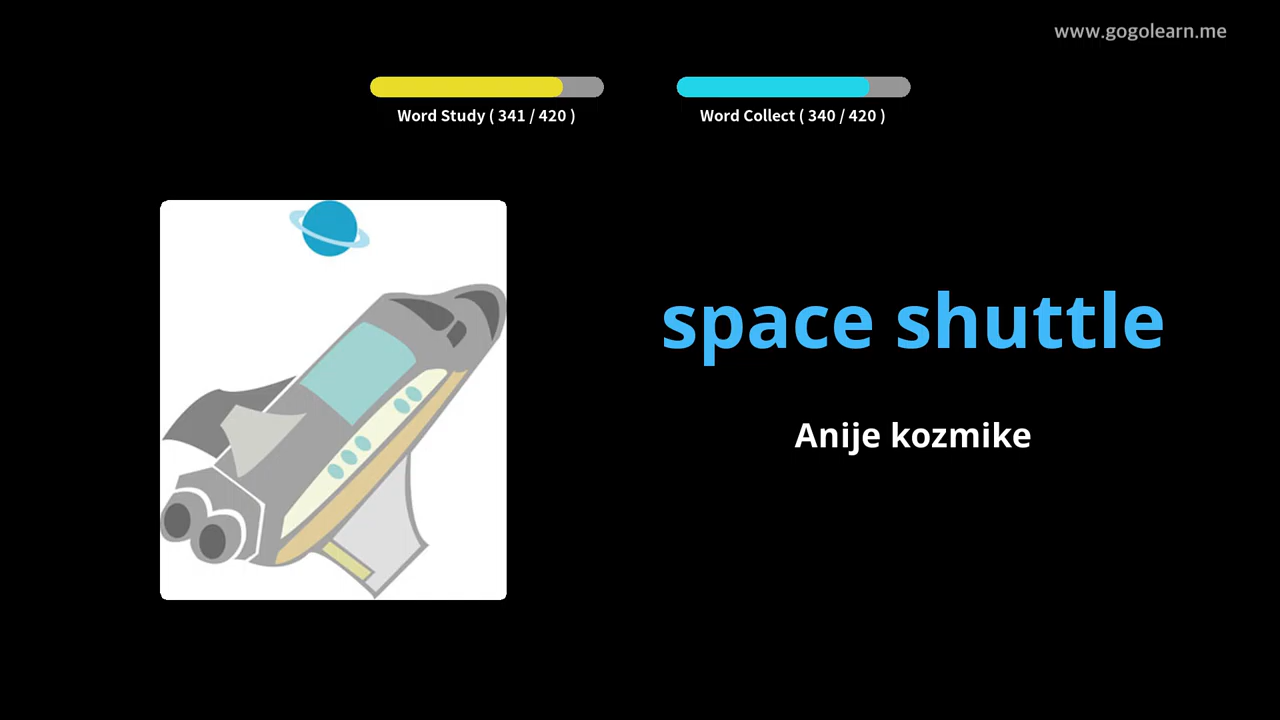 www.gogolearn.me
Word Study ( 341 / 420 )
Word Collect ( 340 / 420 )
space shuttle
Anije kozmike